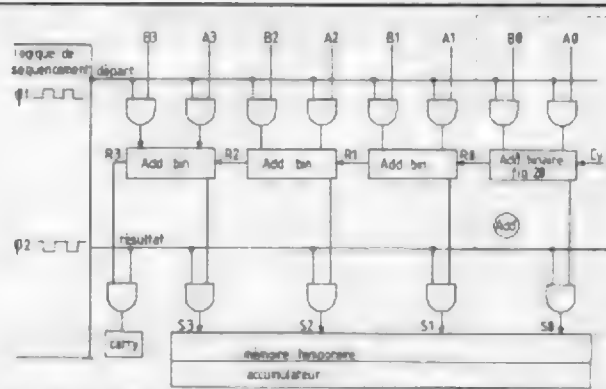 B3 A3 B2 A2 B1 A1 B0 A0
logique de
séquencement départ
φ1
R3 Add bin R2 Add bin R1 Add bin R0 Add binaire Cy
fig 20
Add
φ2 résultat
carry S3 S2 S1 S0
mémoire temporaire
accumulateur